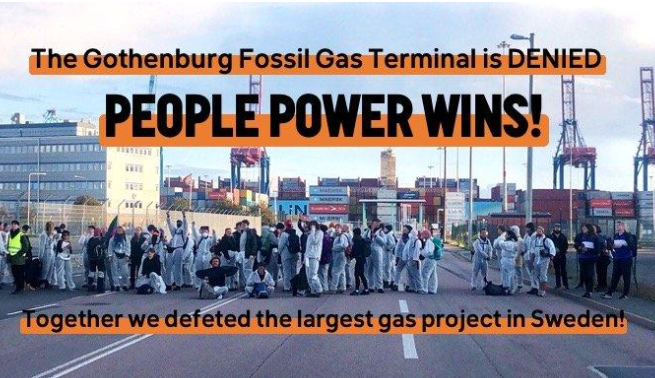 The Gothenburg Fossil Gas Terminal is DENIED
PEOPLE POWER WINS!
Together we defeted the largest gas project in Sweden!